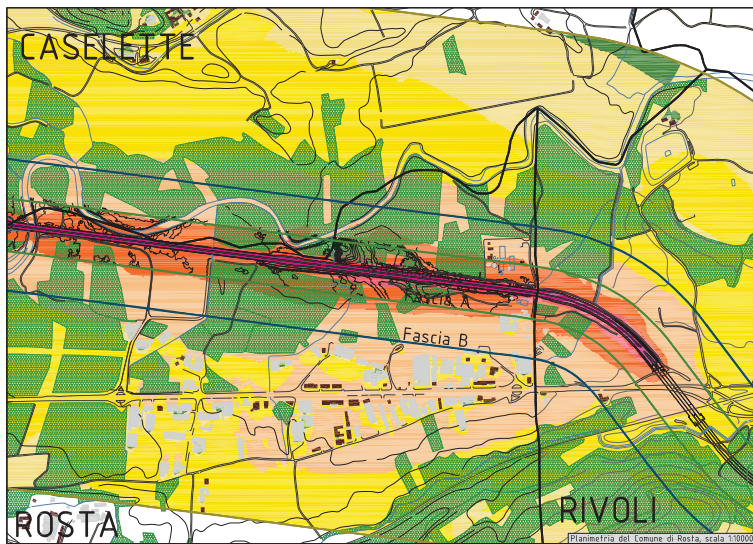 CASELETTE
Fascia A
Fascia B
ROSTA
RIVOLI
Planimetria del Comune di Rosta, scala 1:10000